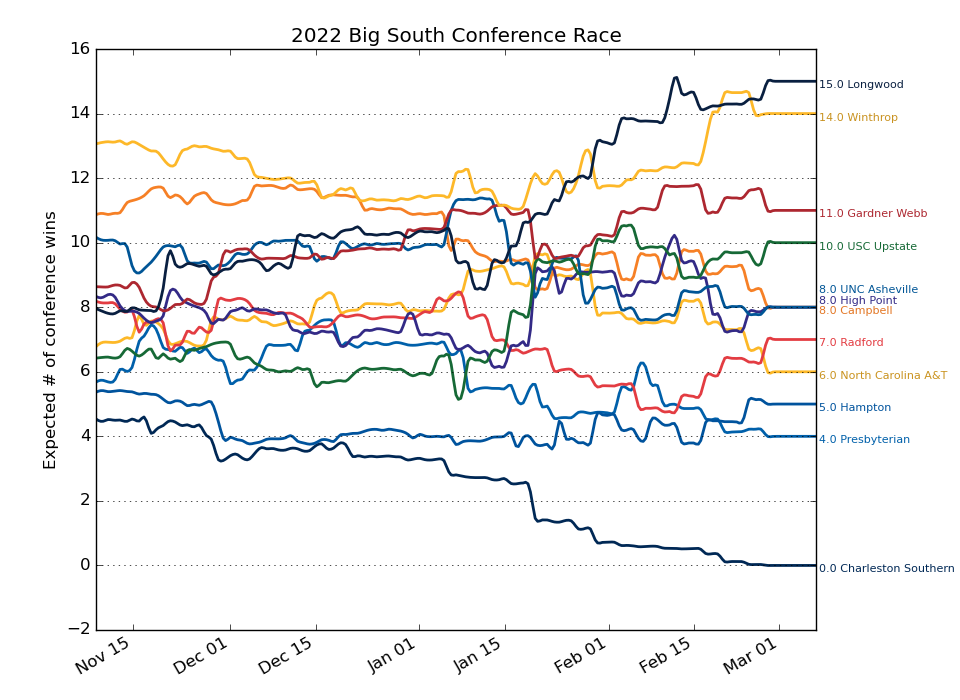 2022 Big South Conference Race
Expected # of conference wins
16
14
12
10
8
6
4
2
0
−2
Nov 15
Dec 01
Dec 15
Jan 01
Jan 15
Feb 01
Feb 15
Mar 01
15.0 Longwood
14.0 Winthrop
11.0 Gardner Webb
10.0 USC Upstate
8.0 UNC Asheville
8.0 High Point
8.0 Campbell
7.0 Radford
6.0 North Carolina A&T
5.0 Hampton
4.0 Presbyterian
0.0 Charleston Southern